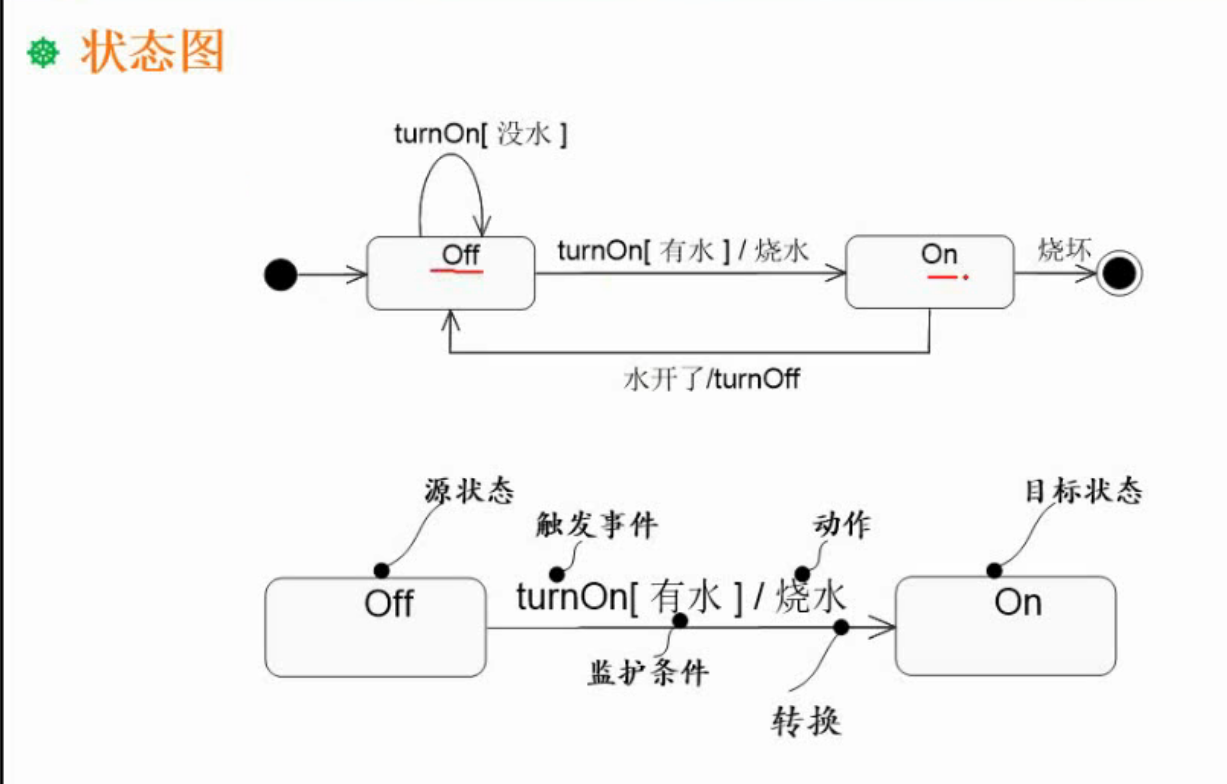 状态图
turnOn[ 没水 ]
Off
turnOn[ 有水 ] / 烧水
On
烧坏
水开了/turnOff
源状态
目标状态
触发事件
动作
Off
turnOn[ 有水 ] / 烧水
On
监护条件
转换